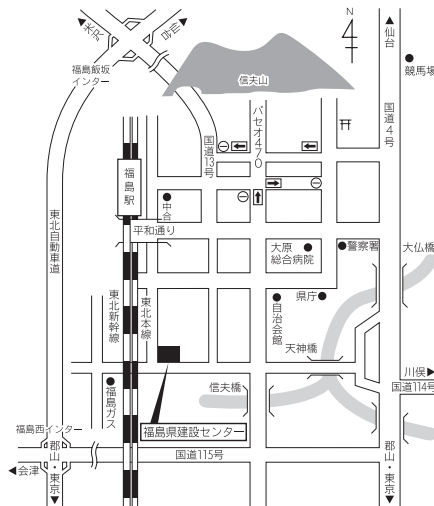 米沢
仙台
N
仙台
競馬場
信夫山
福島飯坂
インター
国道13号
パセオ470
国道4号
福島駅
中合
平和通り
東北自動車道
大原
総合病院
警察署
大仏橋
東北新幹線
東北本線
自治会館
県庁
天神橋
川俣
国道114号
福島ガス
信夫橋
福島西インター
福島県建設センター
国道115号
会津
郡山・東京
郡山・東京